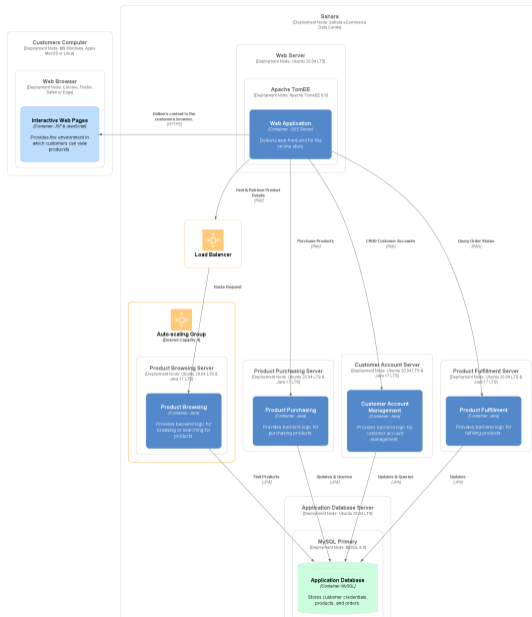 Sahara
[Deployment Node: Sahara eCommerce
Data Centre]
Customers Computer
[Deployment Node: MS Windows, Apple
MacOS or Linux]
Web Server
[Deployment Node: Ubuntu 20.04 LTS]
Web Browser
[Deployment Node: Chrome, Firefox,
Safari or Edge]
Apache TomEE
[Deployment Node: Apache TomEE 9.0]
Interactive Web Pages
[Container: JSP & JavaScript]
Provides the environment in
which customers can view
products
Delivers content to the
customers browser.
[HTTPS]
Web Application
[Container: J2EE Server]
Delivers web front-end for the
on-line store
Find & Retrieve Product
Details
[RMI]
Purchase Products
[RMI]
CRUD Customer Accounts
[RMI]
Query Order Status
[RMI]
Load Balancer
Route Request
Auto-scaling Group
Product Browsing Server
[Deployment Node: Ubuntu 20.04 LTS &
Java 17 LTS]
Product Purchasing Server
[Deployment Node: Ubuntu 20.04 LTS &
Java 17 LTS]
Customer Account Server
[Deployment Node: Ubuntu 20.04 LTS &
Java 17 LTS]
Product Fulfilment Server
[Deployment Node: Ubuntu 20.04 LTS &
Java 17 LTS]
Product Browsing
[Container: Java]
Provides backend logic for
browsing or searching for
products
Product Purchasing
[Container: Java]
Provides backend logic for
purchasing products
Customer Account
Management
[Container: Java]
Provides backend logic for
customer account
management
Product Fulfilment
[Container: Java]
Provides backend logic for
fulfilling products
Find Products
[JPA]
Updates & Queries
[JPA]
Updates & Queries
[JPA]
Updates
[JPA]
Application Database Server
[Deployment Node: Ubuntu 20.04 LTS]
MySQL Primary
[Deployment Node: MySQL 8.0]
Application Database
[Container: MySQL]
Stores customer credentials,
products, and orders.